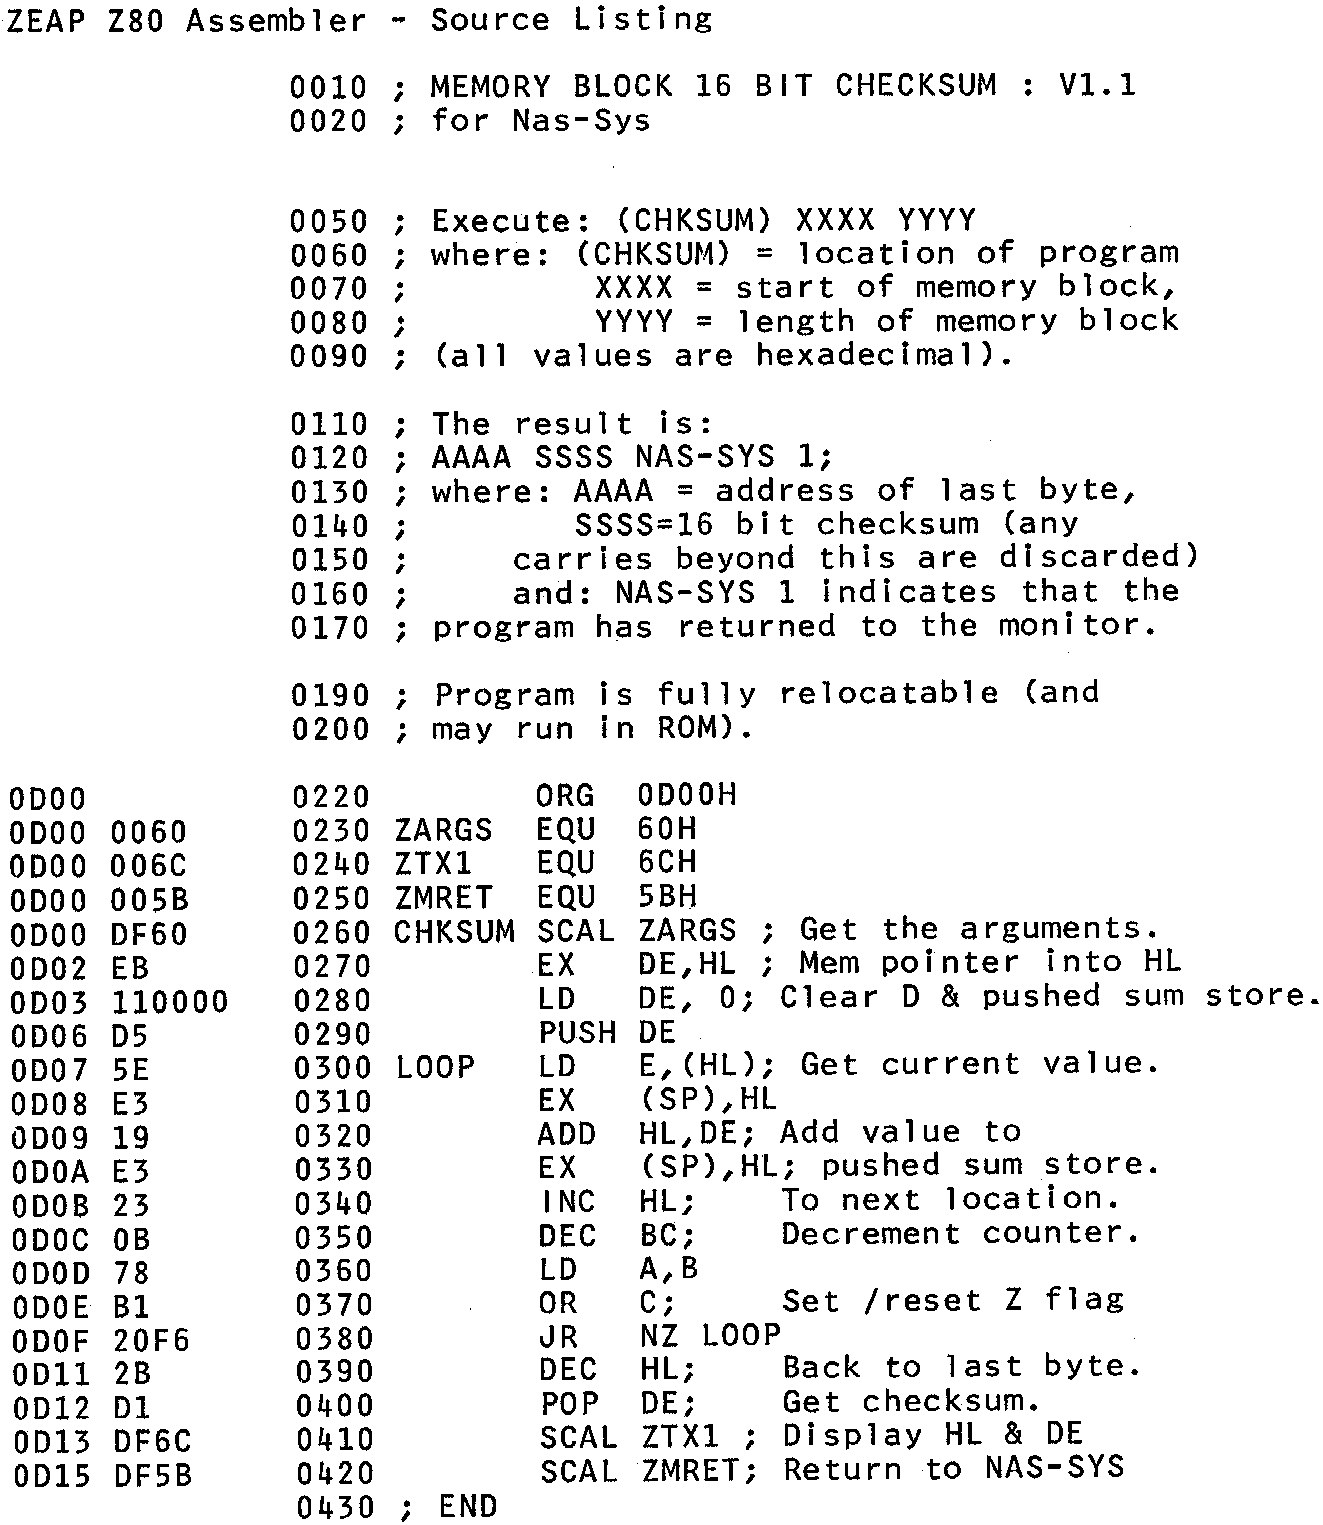 ZEAP Z80 Assembler - Source Listing
0010 ; MEMORY BLOCK 16 BIT CHECKSUM : V1.1
0020 ; for Nas-Sys
0050 ; Execute: (CHKSUM) XXXX YYYY
0060 ; where: (CHKSUM) = location of program
0070 ;         XXXX = start of memory block,
0080 ;         YYYY = length of memory block
0090 ; (all values are hexadecimal).
0110 ; The result is:
0120 ; AAAA SSSS NAS-SYS 1;
0130 ; where: AAAA = address of last byte,
0140 ;        SSSS=16 bit checksum (any
0150 ;     carries beyond this are discarded)
0160 ;     and: NAS-SYS 1 indicates that the
0170 ; program has returned to the monitor.
0190 ; Program is fully relocatable (and
0200 ; may run in ROM).
0D00          0220        ORG  0D00H
0D00 0060     0230 ZARGS  EQU  60H
0D00 006C     0240 ZTX1   EQU  6CH
0D00 005B     0250 ZMRET  EQU  5BH
0D00 DF60     0260 CHKSUM SCAL ZARGS ; Get the arguments.
0D02 EB       0270        EX   DE,HL ; Mem pointer into HL
0D03 110000   0280        LD   DE, 0; Clear D & pushed sum store.
0D06 D5       0290        PUSH DE
0D07 5E       0300 LOOP   LD   E,(HL); Get current value.
0D08 E3       0310        EX   (SP),HL
0D09 19       0320        ADD  HL,DE; Add value to
0D0A E3       0330        EX   (SP),HL; pushed sum store.
0D0B 23       0340        INC  HL;    To next location.
0D0C 0B       0350        DEC  BC;    Decrement counter.
0D0D 78       0360        LD   A,B
0D0E B1       0370        OR   C;     Set /reset Z flag
0D0F 20F6     0380        JR   NZ LOOP
0D11 2B       0390        DEC  HL;    Back to last byte.
0D12 D1       0400        POP  DE;    Get checksum.
0D13 DF6C     0410        SCAL ZTX1 ; Display HL & DE
0D15 DF5B     0420        SCAL ZMRET; Return to NAS-SYS
0430 ; END